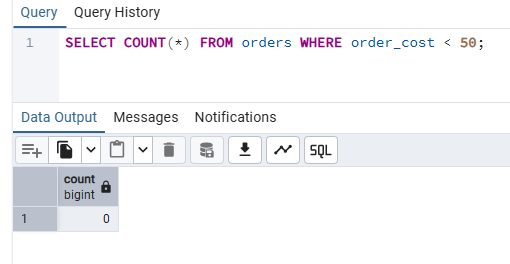 Query Query History
1 SELECT COUNT(*) FROM orders WHERE order_cost < 50;
Data Output Messages Notifications
SQL
count
bigint
1 0